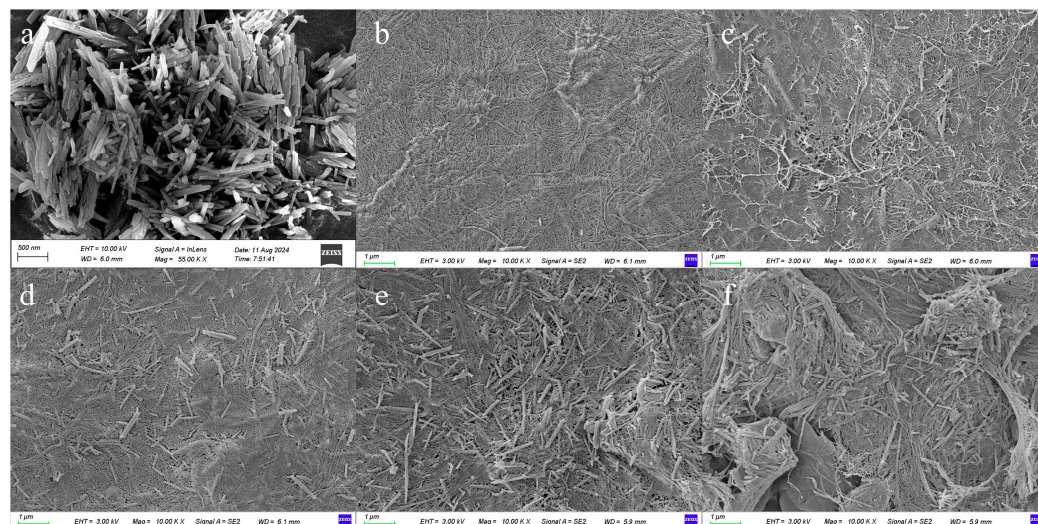 a
500 nm
EHT = 10.00 kV
WD = 6.0 mm
Signal A = InLens
Mag = 55.00 K X
Date: 11 Aug 2024
Time: 7:51:41
ZEISS
b
1 µm
EHT = 3.00 kV Mag = 10.00 K X Signal A = SE2 WD = 6.1 mm
ZEISS
c
1 µm
EHT = 3.00 kV Mag = 10.00 K X Signal A = SE2 WD = 6.0 mm
ZEISS
d
1 µm
EHT = 3.00 kV Mag = 10.00 K X Signal A = SE2 WD = 6.1 mm
ZEISS
e
1 µm
EHT = 3.00 kV Mag = 10.00 K X Signal A = SE2 WD = 5.9 mm
ZEISS
f
1 µm
EHT = 3.00 kV Mag = 10.00 K X Signal A = SE2 WD = 5.9 mm
ZEISS